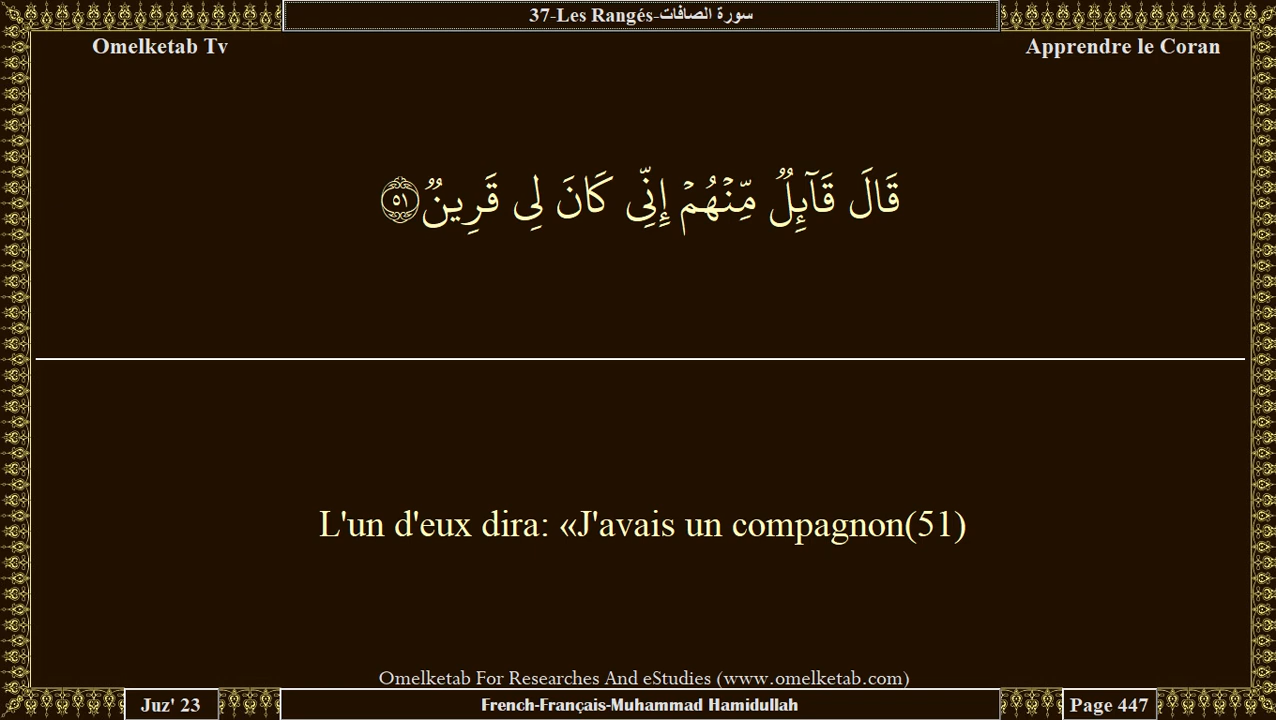 37-Les Rangés-سورة الصافات
Omelketab Tv
Apprendre le Coran
قَالَ قَآئِلٌۭ مِّنْهُمْ إِنِّى كَانَ لِى قَرِينٌۭ ۝٥١
L'un d'eux dira: «J'avais un compagnon(51)
Omelketab For Researches And eStudies (www.omelketab.com)
Juz' 23
French-Français-Muhammad Hamidullah
Page 447